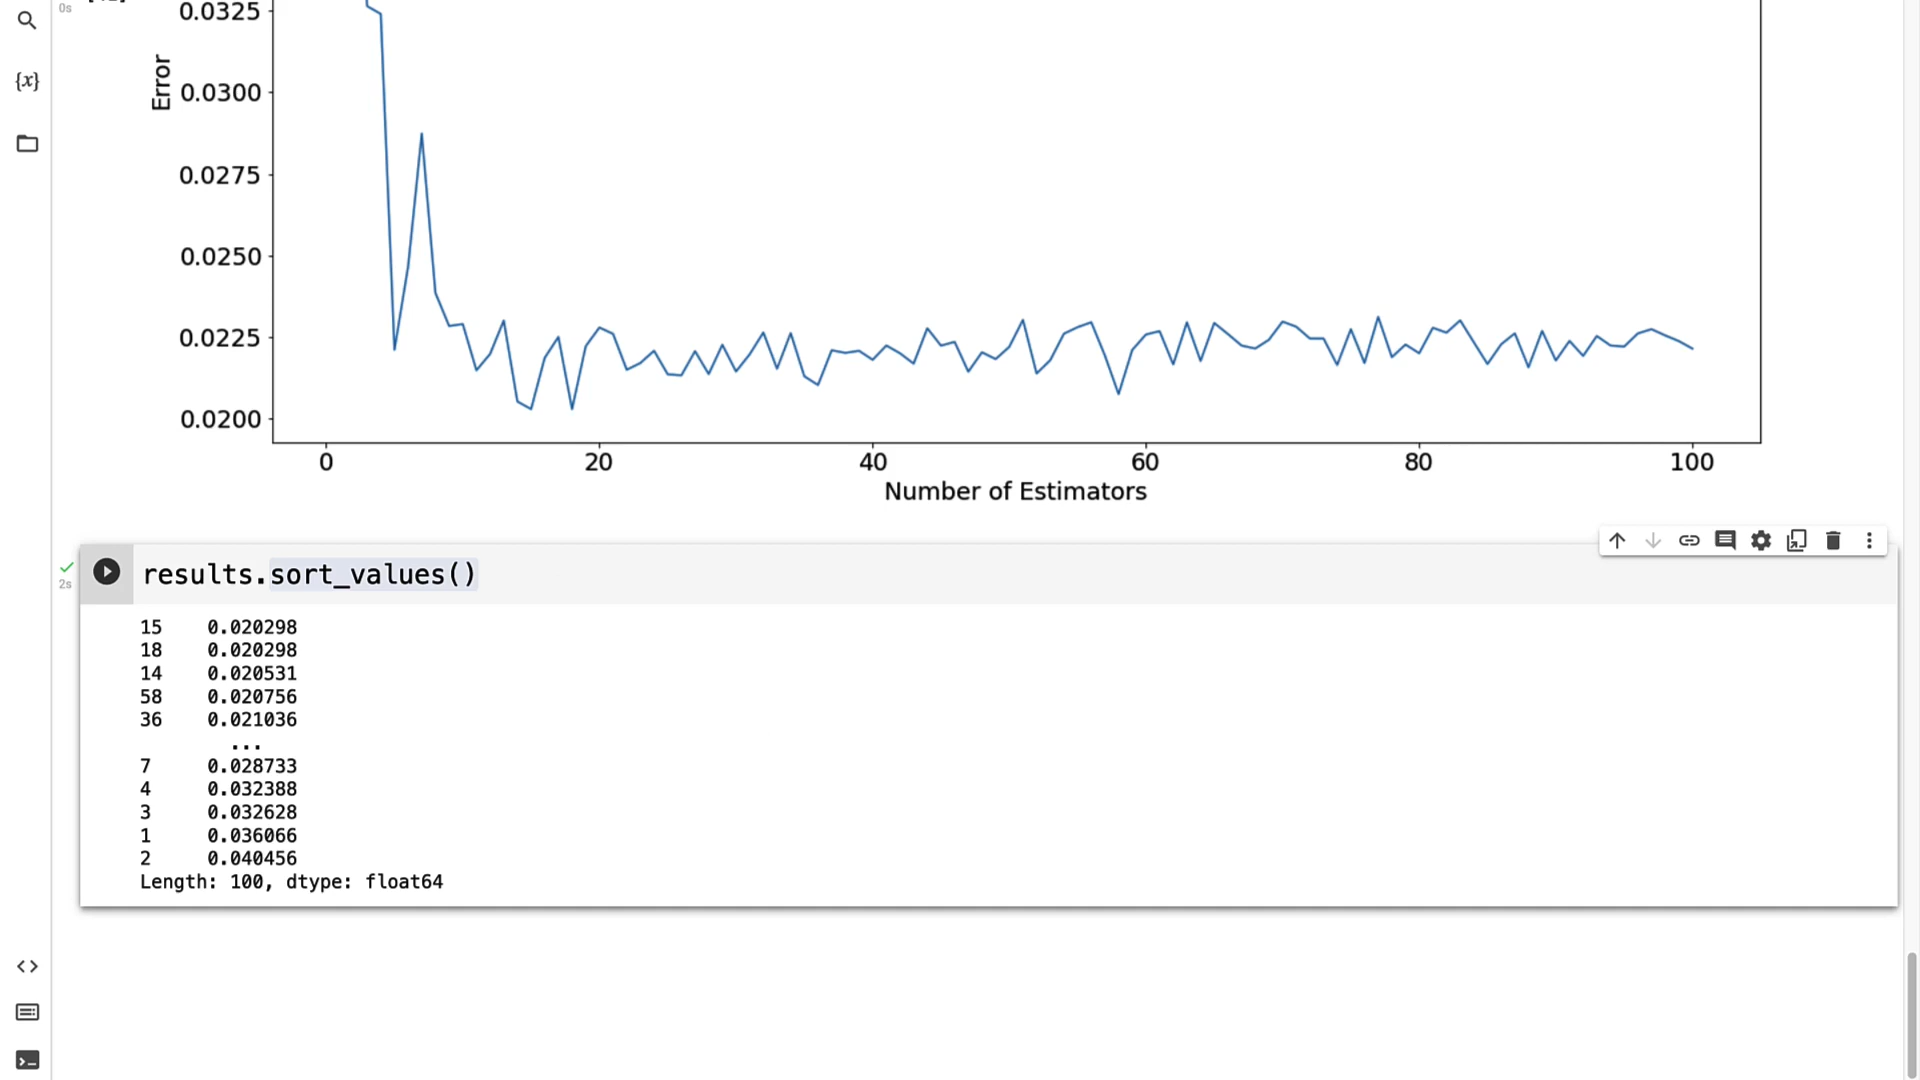 0s
0.0325
Error
0.0300
0.0275
0.0250
0.0225
0.0200
0 20 40 60 80 100
Number of Estimators
{x}
2s
results.sort_values()
15 0.020298
18 0.020298
14 0.020531
58 0.020756
36 0.021036
...
7 0.028733
4 0.032388
3 0.032628
1 0.036066
2 0.040456
Length: 100, dtype: float64